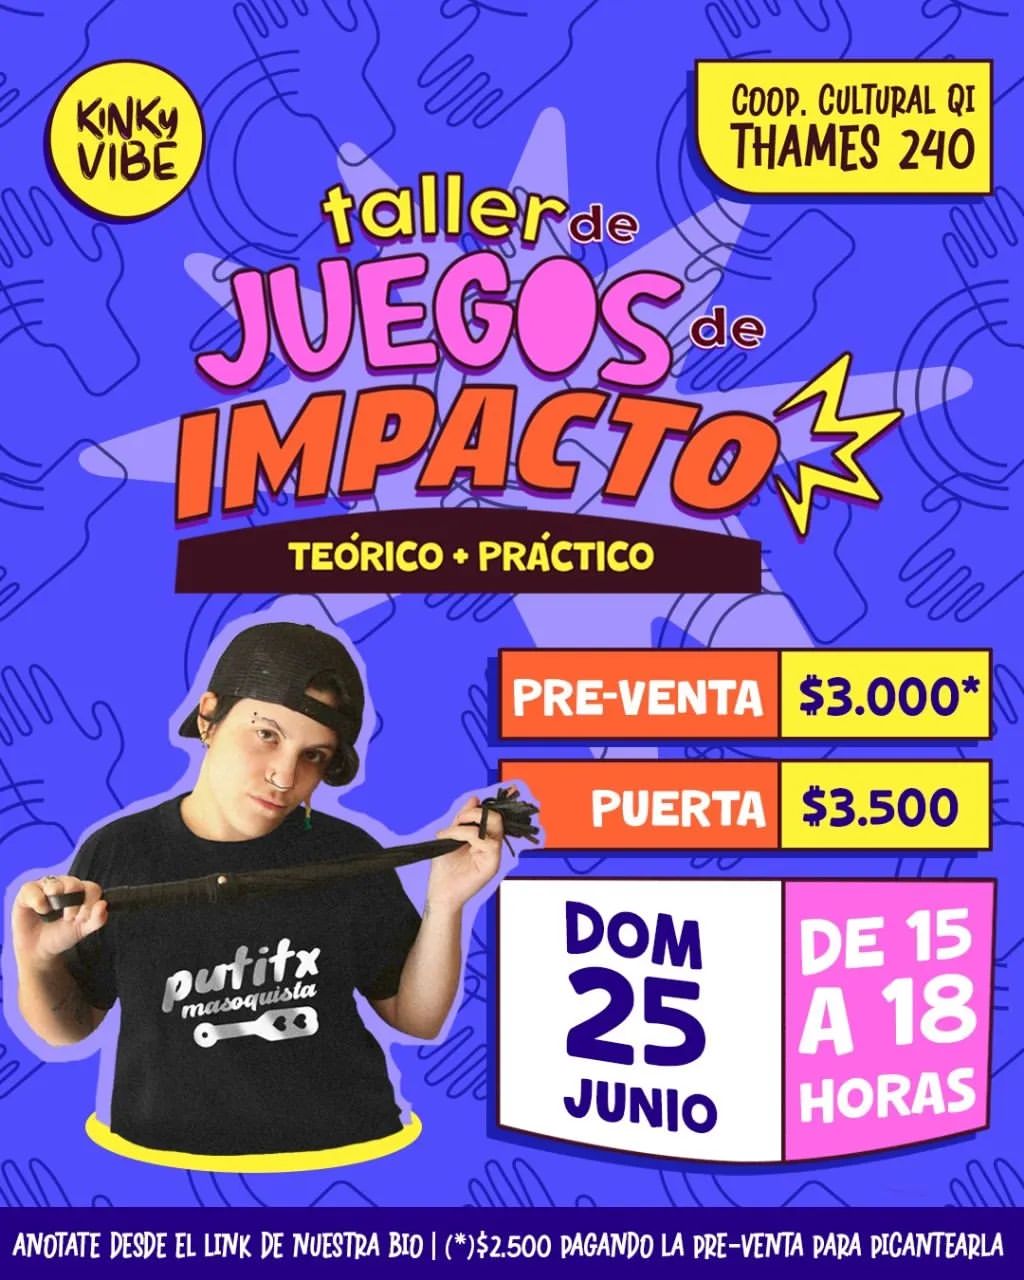 KINKY
VIBE
COOP. CULTURAL QI
THAMES 240
taller de
JUEGOS de
IMPACTO
TEÓRICO + PRÁCTICO
PRE-VENTA $3.000*
PUERTA $3.500
putitx
masoquista
DOM
25
JUNIO
DE 15
A 18
HORAS
ANOTATE DESDE EL LINK DE NUESTRA BIO | (*)$2.500 PAGANDO LA PRE-VENTA PARA PICANTEARLA